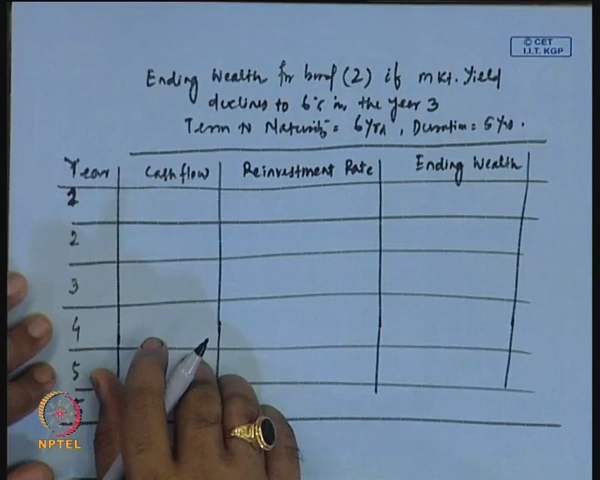 © CET
I.I.T. KGP
Ending Wealth for bond (2) if mkt. yield
declines to 6% in the year 3
Term to Maturity = 6 yrs, Duration = 5 yrs.
Year Cashflow Reinvestment Rate Ending Wealth
1
2
3
4
5
NPTEL